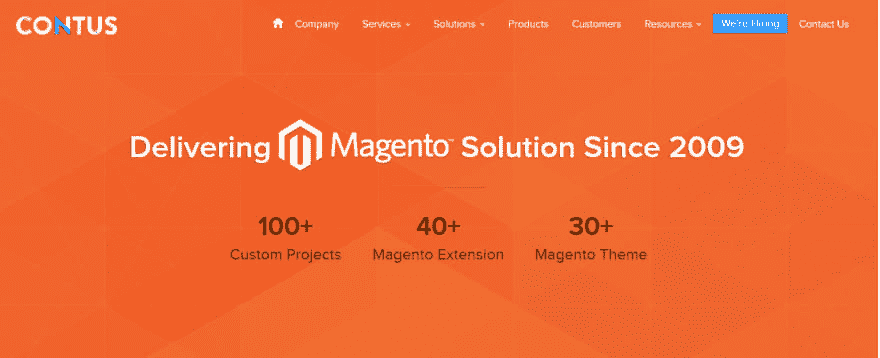 CONTUS Company Services Solutions Products Customers Resources We're Hiring Contact Us
Delivering Magento™ Solution Since 2009
100+ 40+ 30+
Custom Projects Magento Extension Magento Theme